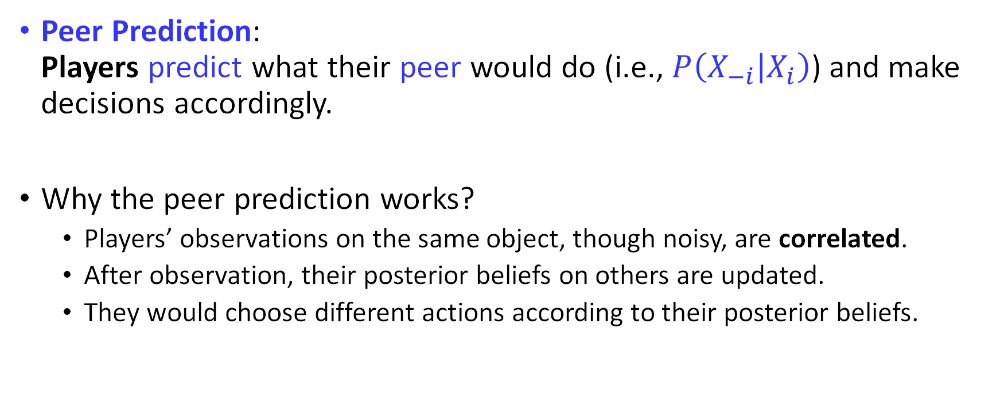 • Peer Prediction:
Players predict what their peer would do (i.e., P(X₋ᵢ|Xᵢ)) and make
decisions accordingly.
• Why the peer prediction works?
• Players’ observations on the same object, though noisy, are correlated.
• After observation, their posterior beliefs on others are updated.
• They would choose different actions according to their posterior beliefs.